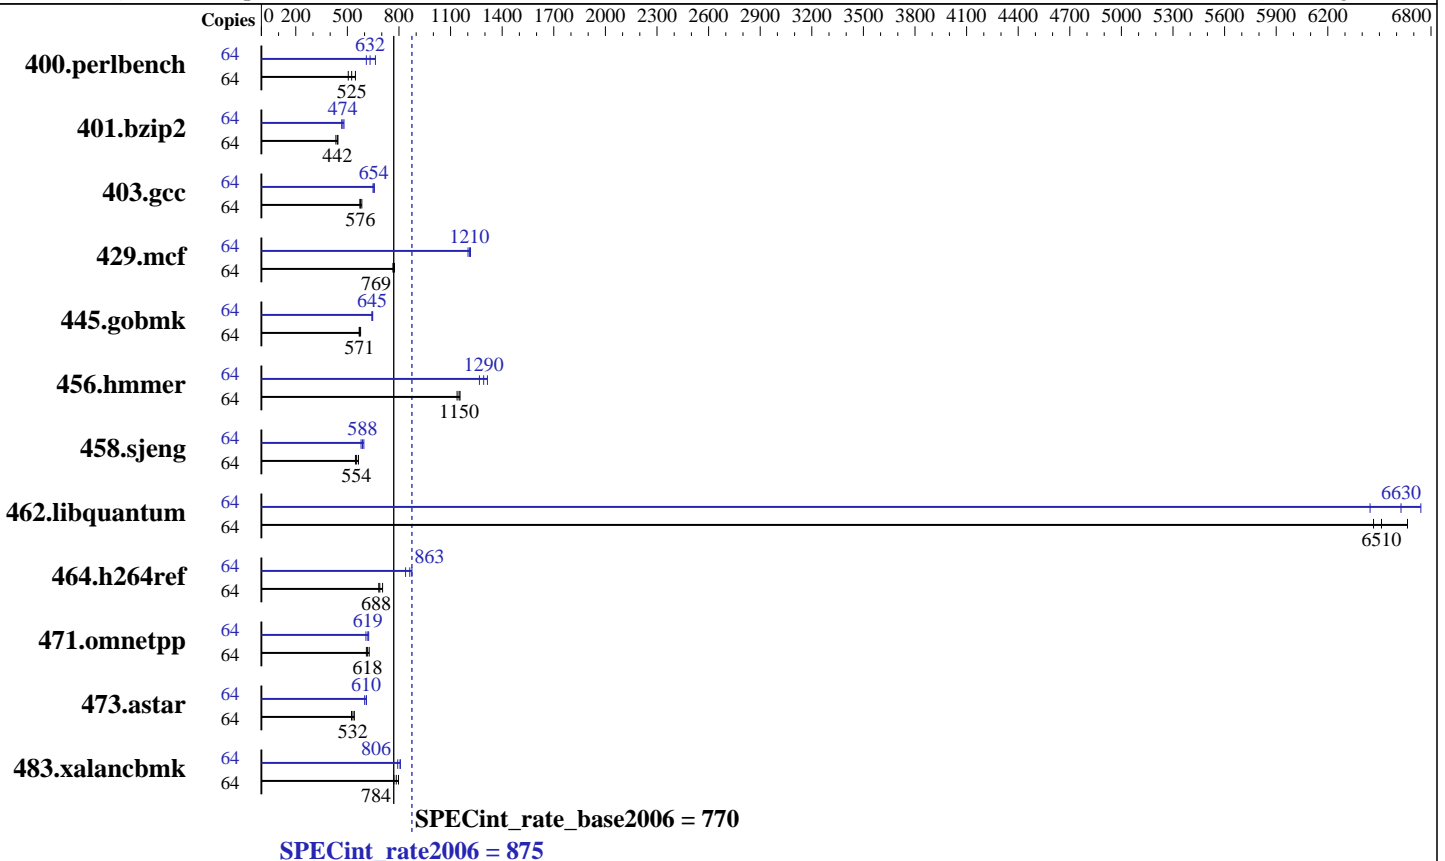 Copies 0 200 500 800 1100 1400 1700 2000 2300 2600 2900 3200 3500 3800 4100 4400 4700 5000 5300 5600 5900 6200 6800
632
400.perlbench 64
64
525
474
401.bzip2 64
64
442
654
403.gcc 64
64
576
1210
429.mcf 64
64
769
645
445.gobmk 64
64
571
1290
456.hmmer 64
64
1150
588
458.sjeng 64
64
554
6630
462.libquantum 64
64
6510
863
464.h264ref 64
64
688
619
471.omnetpp 64
64
618
610
473.astar 64
64
532
806
483.xalancbmk 64
64
784
SPECint_rate_base2006 = 770
SPECint_rate2006 = 875